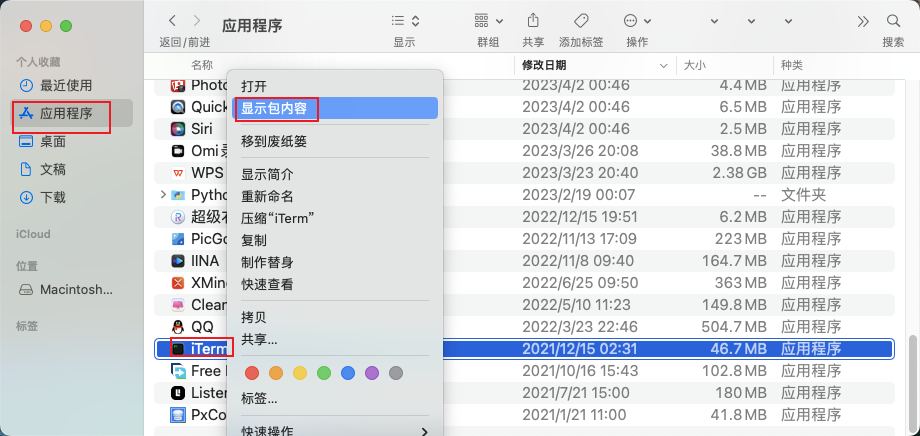 应用程序
返回/前进
显示
群组
共享
添加标签
操作
搜索
个人收藏
最近使用
应用程序
桌面
文稿
下载
iCloud
位置
Macintosh...
标签
名称
修改日期
大小
种类
Photo
2023/4/2 00:46
4.4 MB
应用程序
Quick
2023/4/2 00:46
6.5 MB
应用程序
Siri
2023/4/2 00:46
2.5 MB
应用程序
Omi
2023/3/26 20:08
38.8 MB
应用程序
WPS
2023/3/23 20:40
2.38 GB
应用程序
Pytho
2023/2/19 00:07
--
文件夹
超级
2022/12/15 19:51
6.2 MB
应用程序
PicGo
2022/11/13 17:09
223 MB
应用程序
IINA
2022/11/8 09:40
164.7 MB
应用程序
XMin
2022/6/25 09:50
363 MB
应用程序
Clean
2022/5/10 11:23
149.8 MB
应用程序
QQ
2022/3/23 22:46
504.7 MB
应用程序
iTerm
2021/12/15 02:31
46.7 MB
应用程序
Free
2021/10/16 15:43
102.8 MB
应用程序
Listen
2021/7/21 15:00
180 MB
应用程序
PxCo
2021/1/21 11:00
41.8 MB
应用程序
打开
显示包内容
移到废纸篓
显示简介
重新命名
压缩“iTerm”
复制
制作替身
快速查看
拷贝
共享...
标签...
快速操作